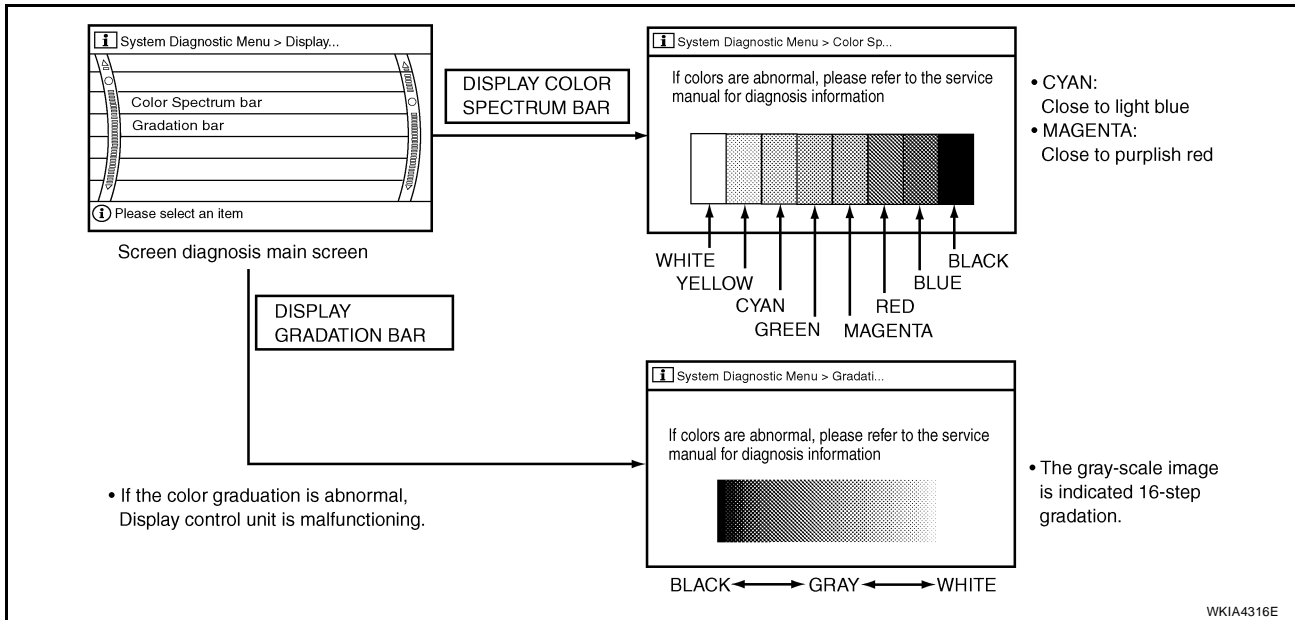 i System Diagnostic Menu > Display...
Color Spectrum bar
Gradation bar
i Please select an item
Screen diagnosis main screen
DISPLAY COLOR
SPECTRUM BAR
i System Diagnostic Menu > Color Sp...
If colors are abnormal, please refer to the service
manual for diagnosis information
WHITE
YELLOW
CYAN
GREEN
MAGENTA
RED
BLUE
BLACK
• CYAN:
Close to light blue
• MAGENTA:
Close to purplish red
DISPLAY
GRADATION BAR
• If the color graduation is abnormal,
Display control unit is malfunctioning.
i System Diagnostic Menu > Gradati...
If colors are abnormal, please refer to the service
manual for diagnosis information
BLACK GRAY WHITE
• The gray-scale image
is indicated 16-step
gradation.
WKIA4316E